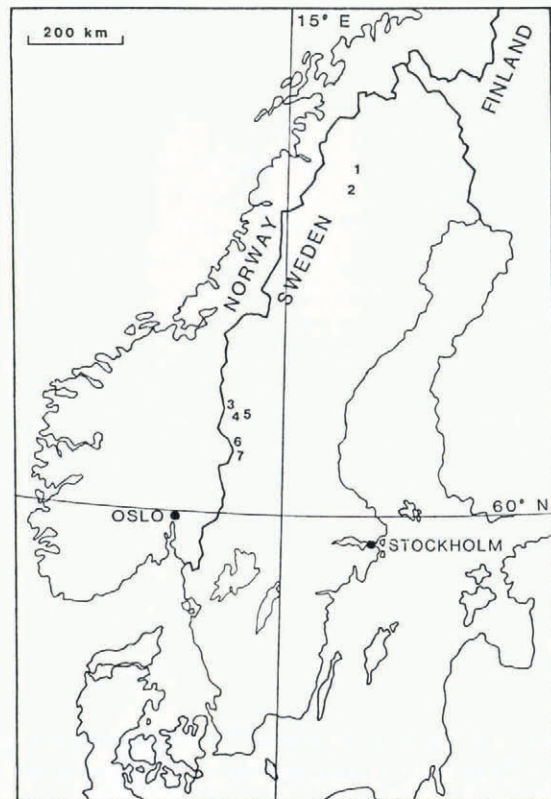 15° E
200 km
FINLAND
1
2
NORWAY
SWEDEN
3
4 5
6
7
60° N
OSLO
STOCKHOLM